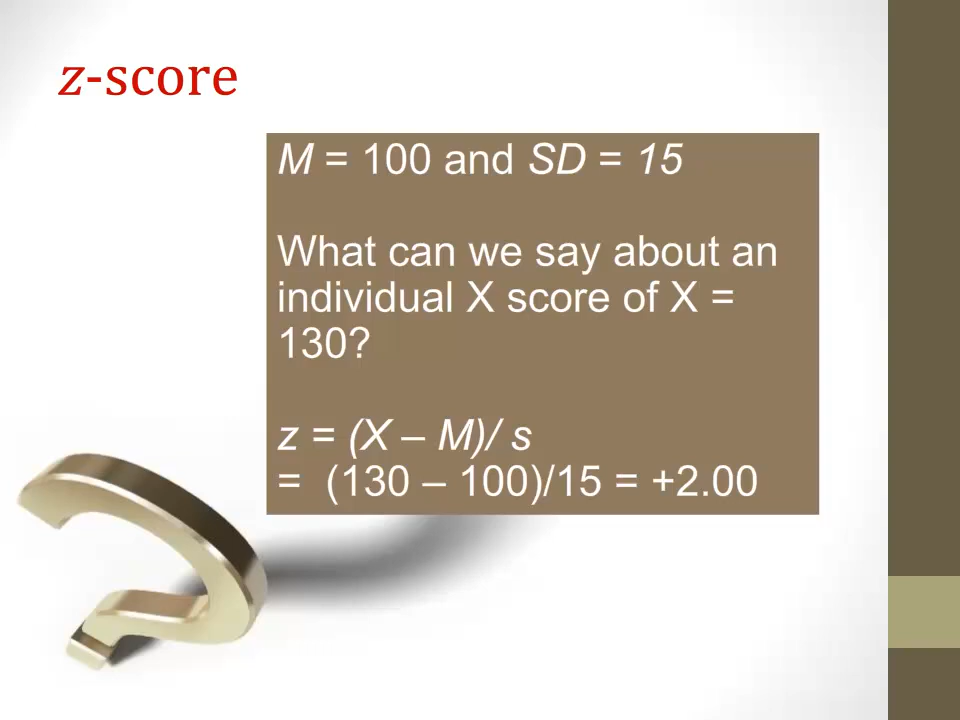 z-score
M = 100 and SD = 15
What can we say about an
individual X score of X =
130?
z = (X – M)/ s
= (130 – 100)/15 = +2.00